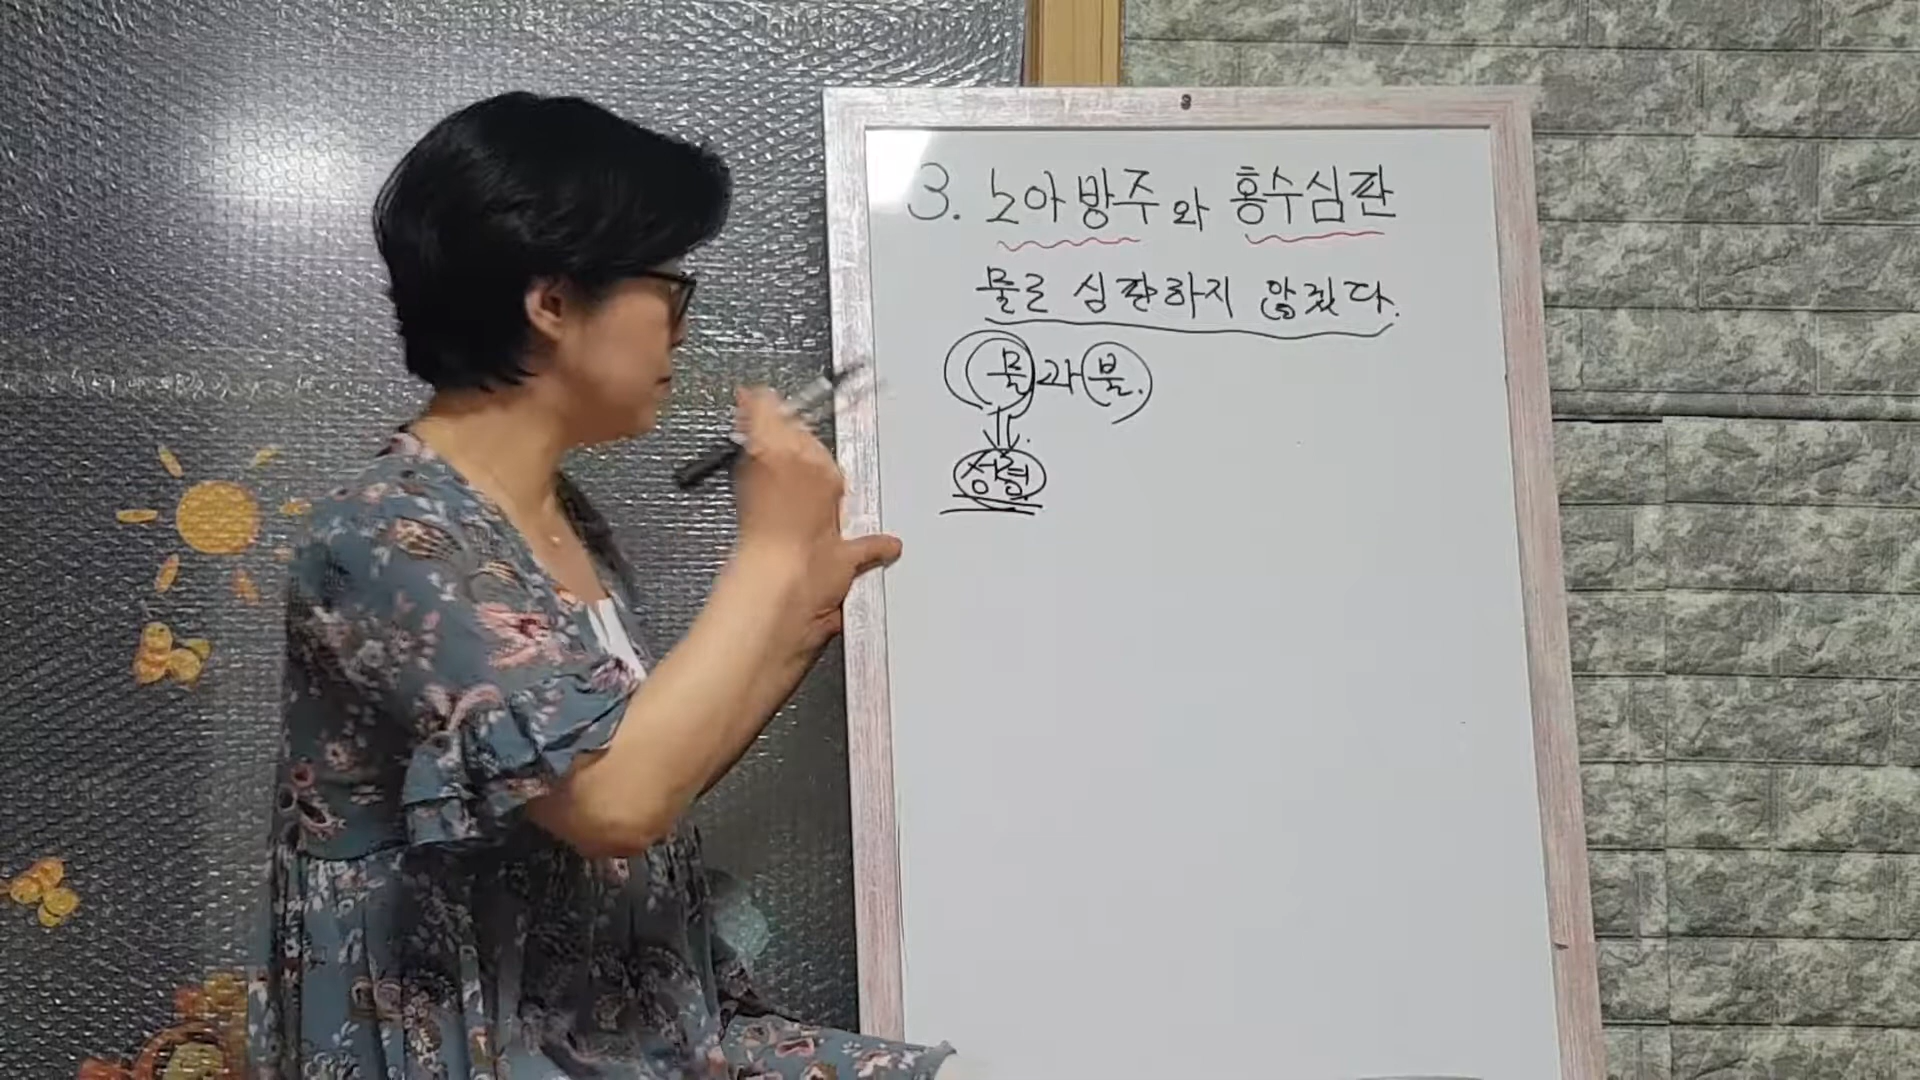 3. 노아방주와 홍수심판
물로 심판하지 않겠다.
물과 불.
성령